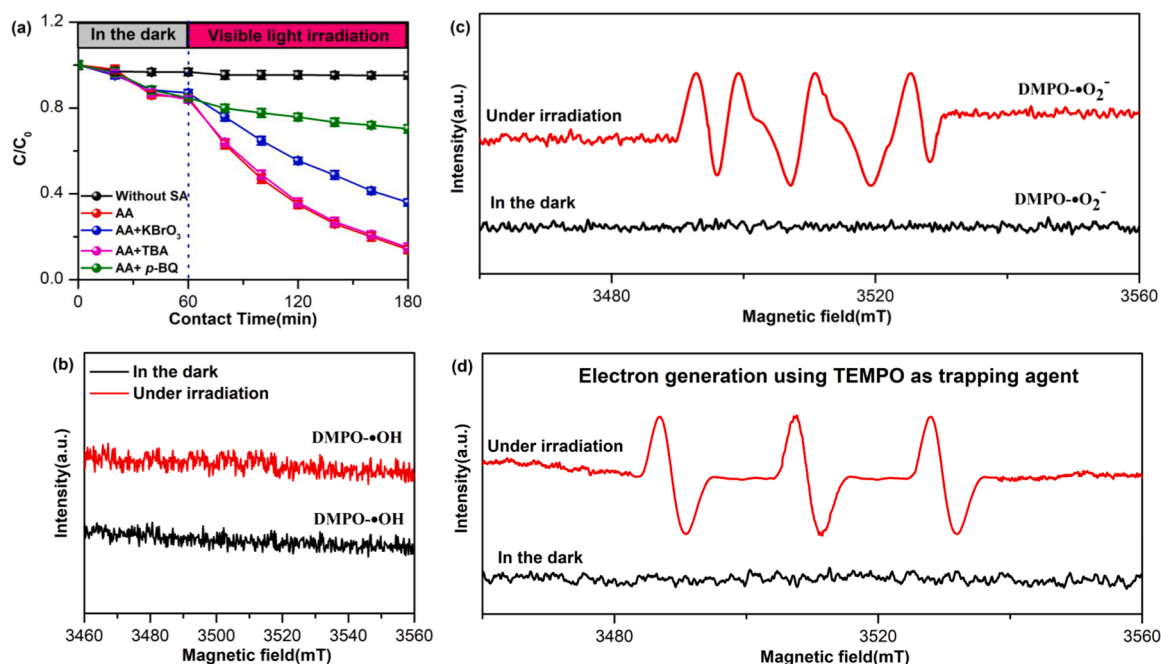 (a)
In the dark
Visible light irradiation
1.2
0.8
0.4
0.0
C/C₀
Without SA
AA
AA+KBrO₃
AA+TBA
AA+ p-BQ
0 60 120 180
Contact Time(min)
(b)
In the dark
Under irradiation
DMPO-•OH
DMPO-•OH
Intensity(a.u.)
3460 3480 3500 3520 3540 3560
Magnetic field(mT)
(c)
DMPO-•O₂⁻
Under irradiation
In the dark
DMPO-•O₂⁻
Intensity(a.u.)
3480 3520 3560
Magnetic field(mT)
(d)
Electron generation using TEMPO as trapping agent
Under irradiation
In the dark
Intensity(a.u.)
3480 3520 3560
Magnetic field(mT)